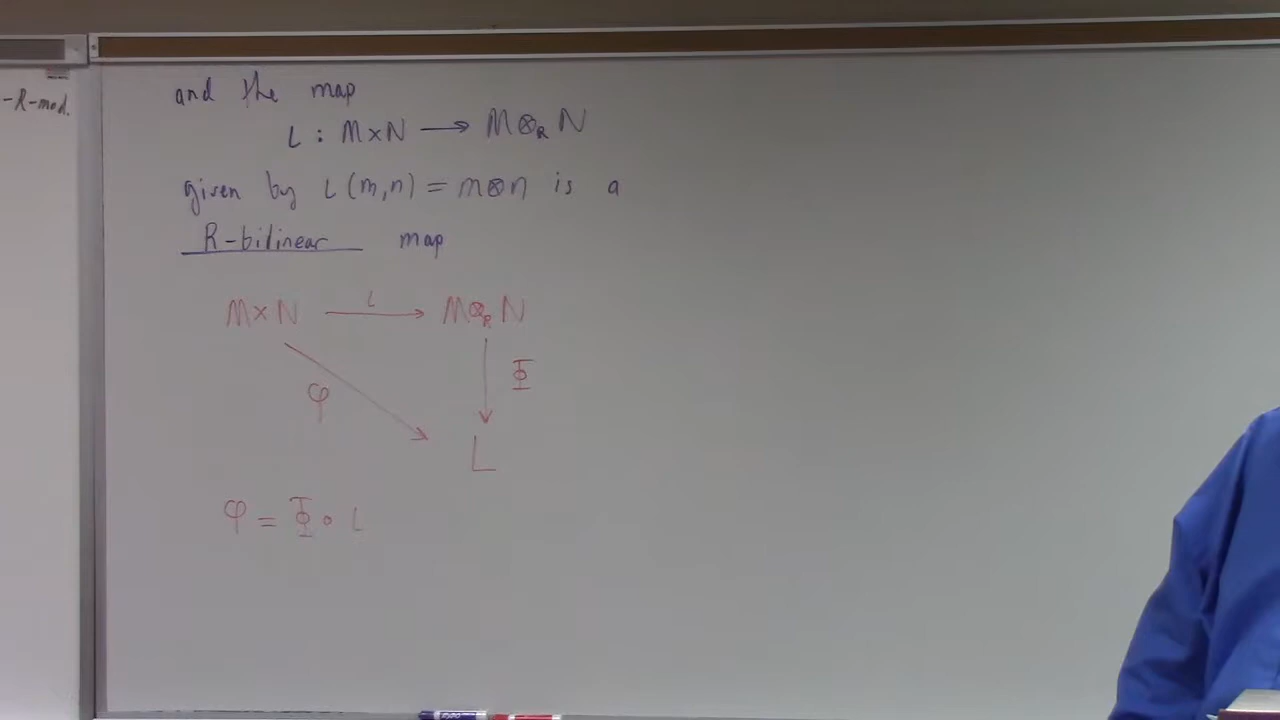 -R-mod.
and the map
ι : M×N → M⊗_R N
given by ι(m,n) = m⊗n is a
R-bilinear map
M×N ι→ M⊗_R N
φ Φ
L
φ = Φ∘ι